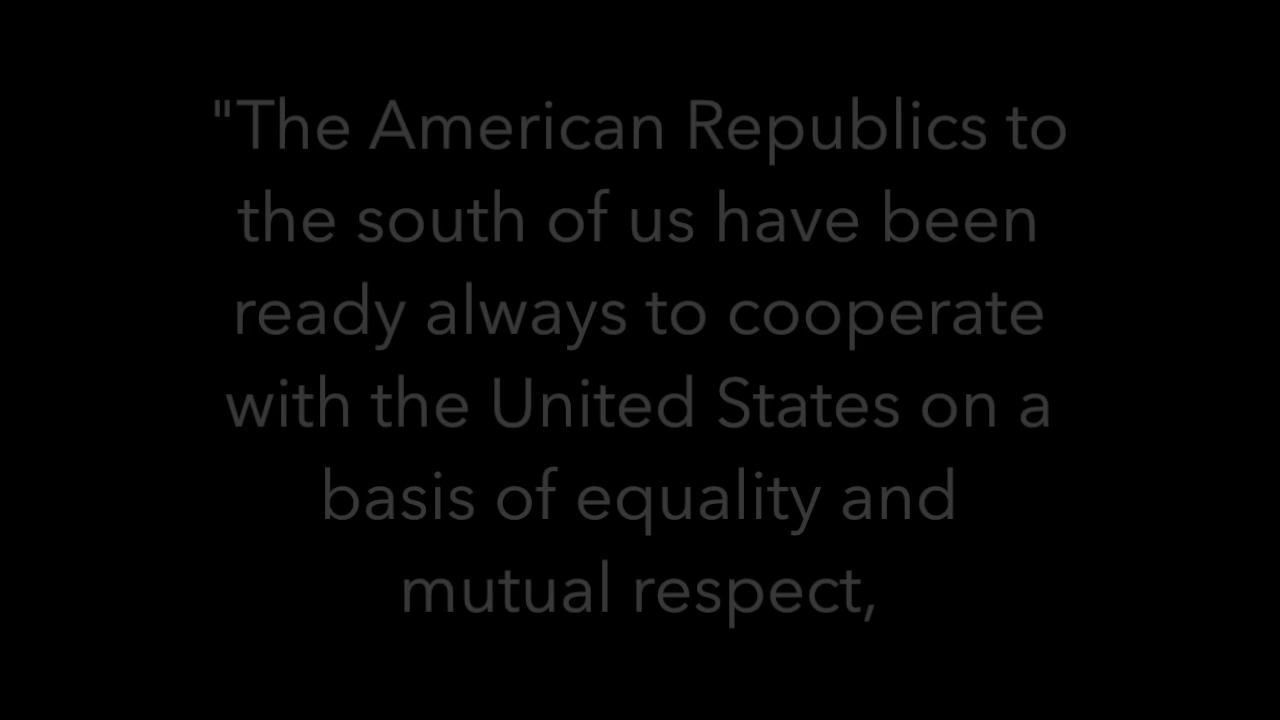 "The American Republics to
the south of us have been
ready always to cooperate
with the United States on a
basis of equality and
mutual respect,